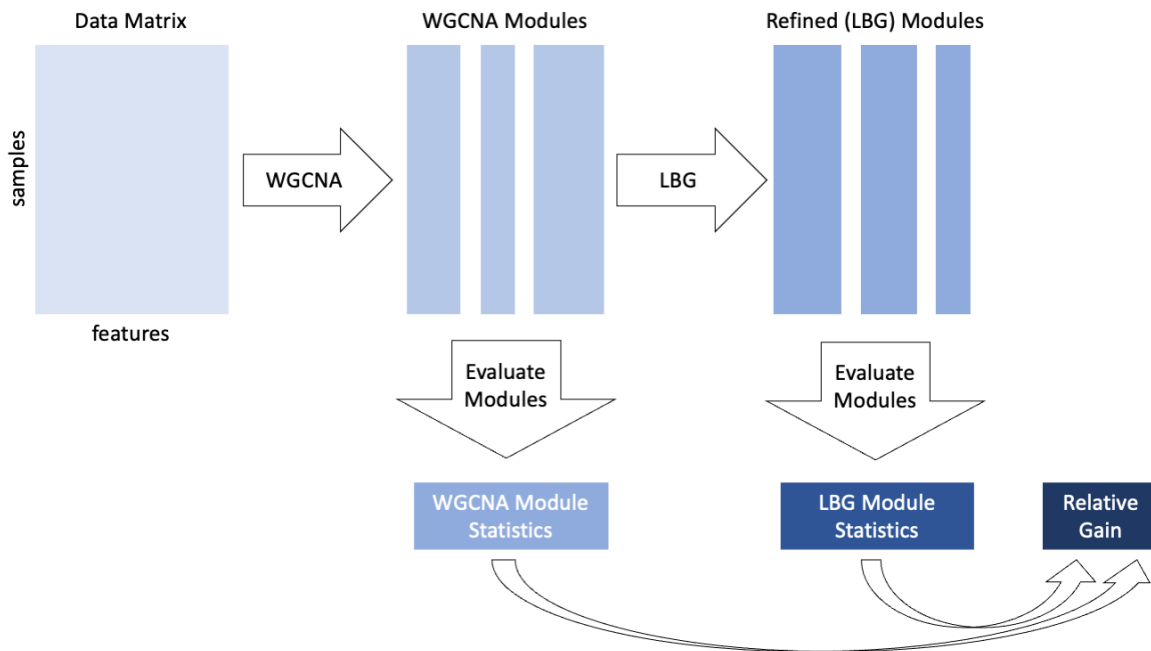 Data Matrix
WGCNA Modules
Refined (LBG) Modules
samples
WGCNA
LBG
features
Evaluate
Modules
Evaluate
Modules
WGCNA Module
Statistics
LBG Module
Statistics
Relative
Gain